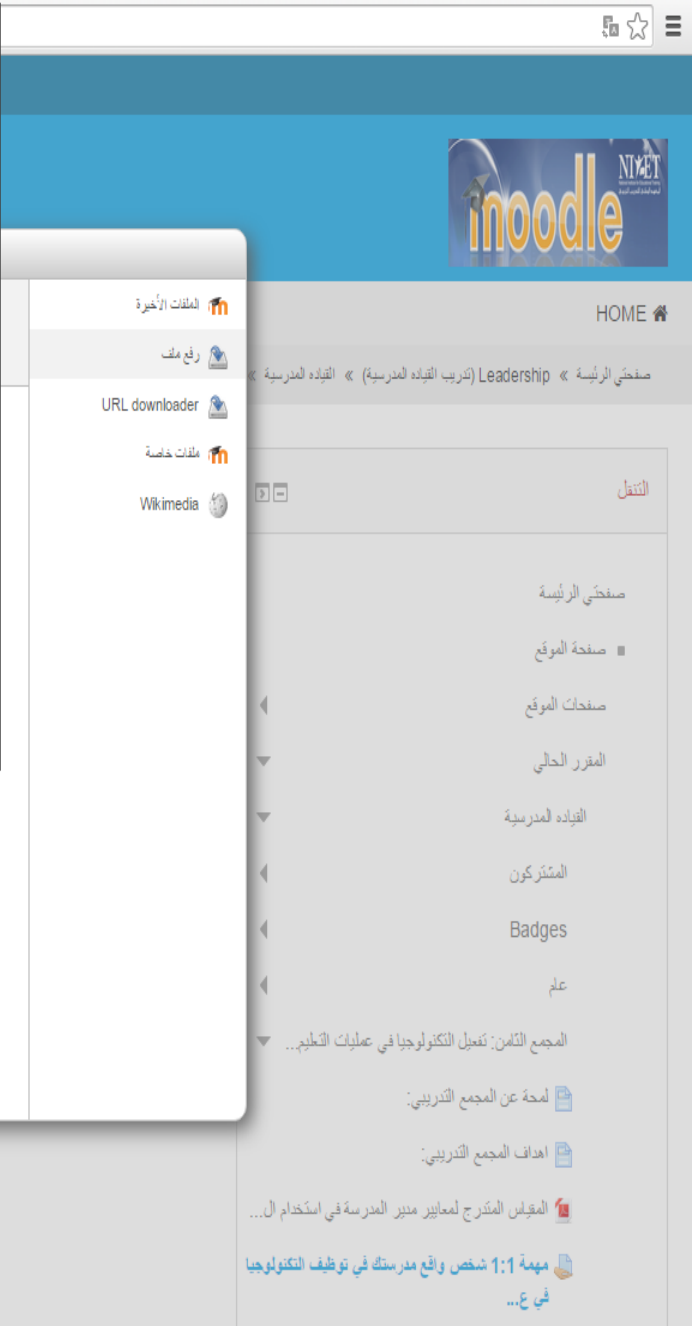 moodle
NIET
HOME
صفحتي الرئيسة » Leadership (تدريب القياده المدرسية) » القياده المدرسية »
الملفات الأخيرة
رفع ملف
URL downloader
ملفات خاصة
Wikimedia
التنقل
صفحتي الرئيسة
صفحة الموقع
صفحات الموقع
المقرر الحالي
القياده المدرسية
المشتركون
Badges
عام
المجمع الثامن: تفعيل التكنولوجيا في عمليات التعليم...
لمحة عن المجمع التدريبي:
اهداف المجمع التدريبي:
المقياس المتدرج لمعايير مدير المدرسة في استخدام ال...
مهمة 1:1 شخص واقع مدرستك في توظيف التكنولوجيا
في ع...